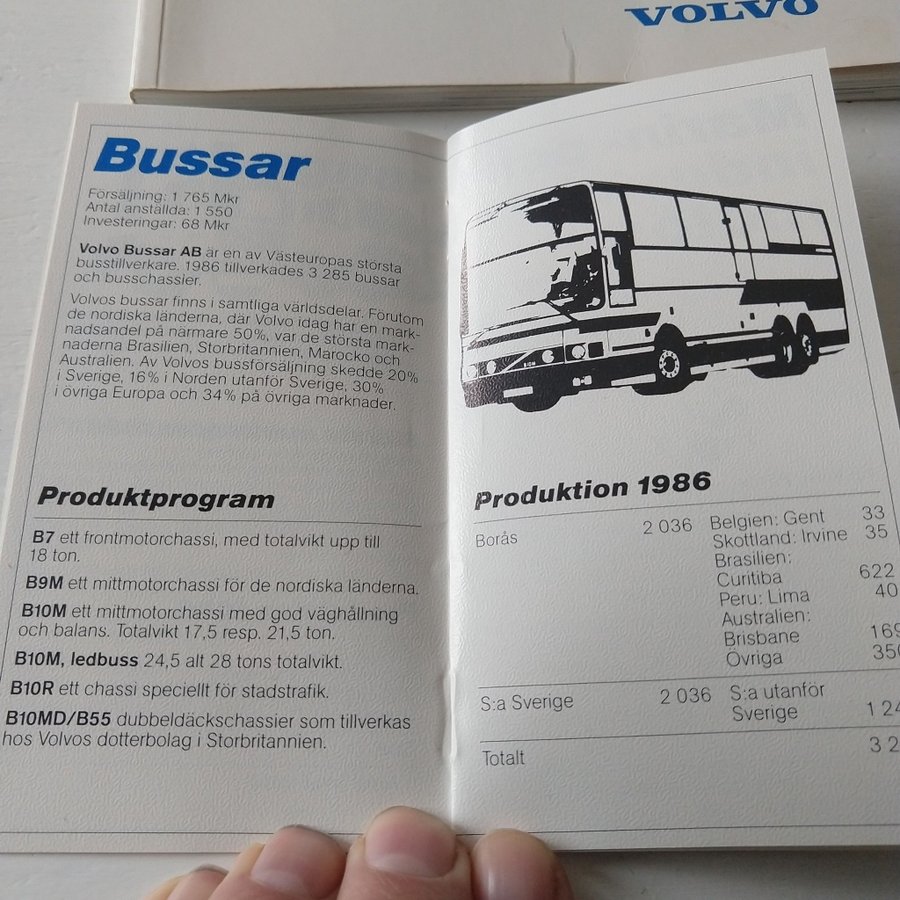 VOLVO
Bussar
Försäljning: 1 765 Mkr
Antal anställda: 1 550
Investeringar: 68 Mkr
Volvo Bussar AB är en av Västeuropas största
busstillverkare. 1986 tillverkades 3 285 bussar
och busschassier.
Volvos bussar finns i samtliga världsdelar. Förutom
de nordiska länderna, där Volvo idag har en mark-
nadsandel på närmare 50%, var de största mark-
naderna Brasilien, Storbritannien, Marocko och
Australien. Av Volvos bussförsäljning skedde 20%
i Sverige, 16% i Norden utanför Sverige, 30%
i övriga Europa och 34% på övriga marknader.
Produktprogram
B7 ett frontmotorchassi, med totalvikt upp till
18 ton.
B9M ett mittmotorchassi för de nordiska länderna.
B10M ett mittmotorchassi med god väghållning
och balans. Totalvikt 17,5 resp. 21,5 ton.
B10M, ledbuss 24,5 alt 28 tons totalvikt.
B10R ett chassi speciellt för stadstrafik.
B10MD/B55 dubbeldäckschassier som tillverkas
hos Volvos dotterbolag i Storbritannien.
Produktion 1986
Borås 2 036
Belgien: Gent 33
Skottland: Irvine 35
Brasilien:
Curitiba 622
Peru: Lima 40
Australien:
Brisbane 169
Övriga 350
S:a Sverige 2 036
S:a utanför
Sverige 1 24
Totalt 3 2